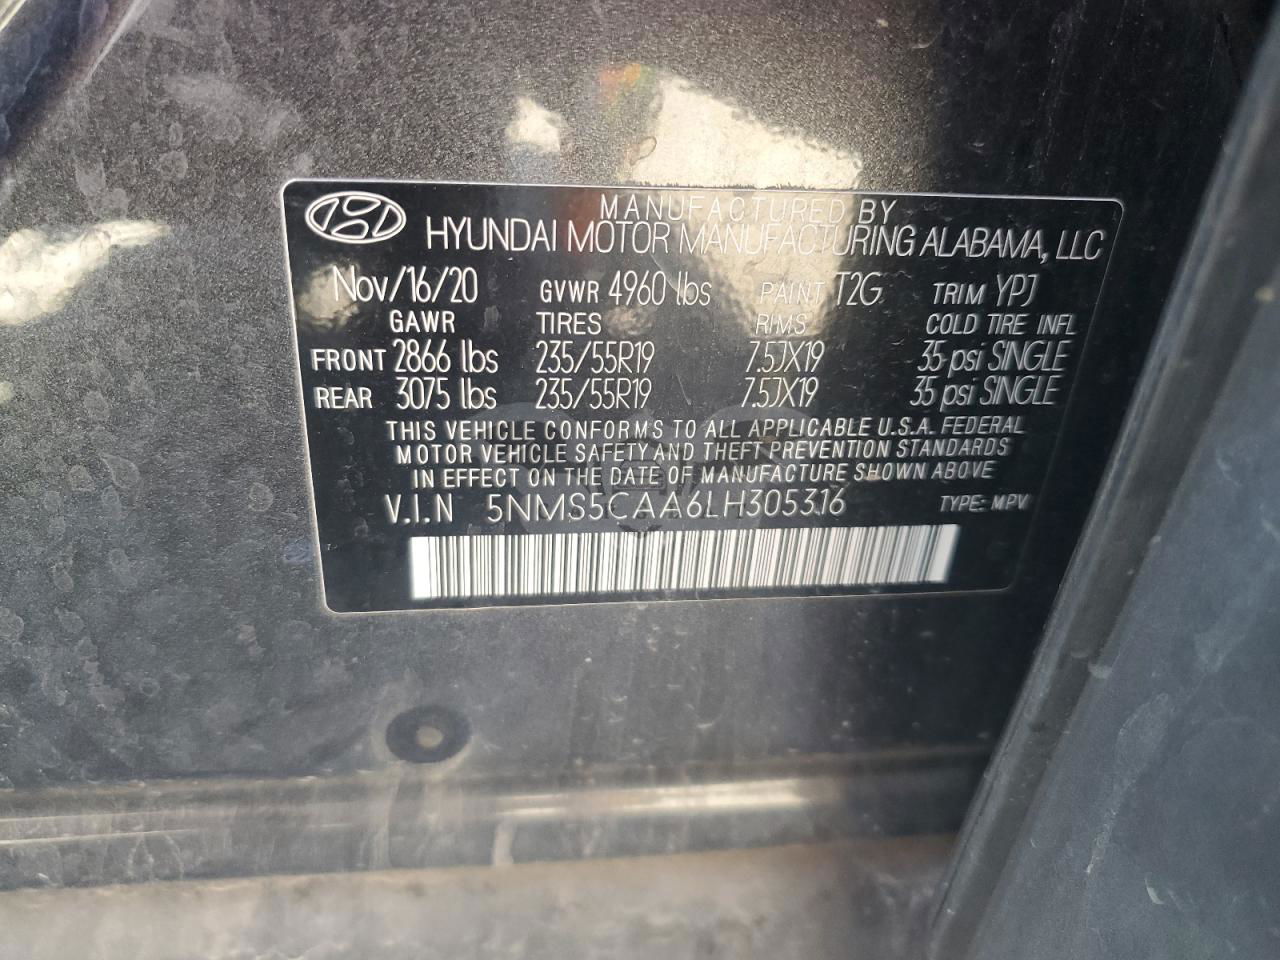 MANUFACTURED BY
HYUNDAI MOTOR MANUFACTURING ALABAMA, LLC
Nov/16/20 GVWR 4960 lbs PAINT T2G TRIM YPJ
GAWR TIRES RIMS COLD TIRE INFL
FRONT 2866 lbs 235/55R19 7.5JX19 35 psi SINGLE
REAR 3075 lbs 235/55R19 7.5JX19 35 psi SINGLE
THIS VEHICLE CONFORMS TO ALL APPLICABLE U.S.A. FEDERAL
MOTOR VEHICLE SAFETY AND THEFT PREVENTION STANDARDS
IN EFFECT ON THE DATE OF MANUFACTURE SHOWN ABOVE
V.I.N 5NMS5CAA6LH305316 TYPE: MPV